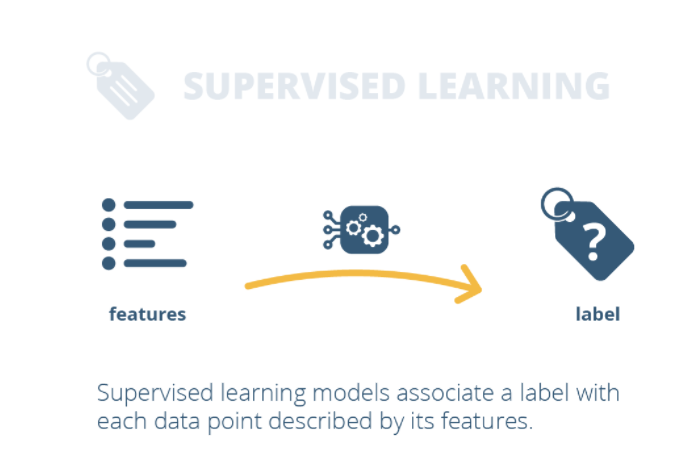 SUPERVISED LEARNING
?
features
label
Supervised learning models associate a label with
each data point described by its features.